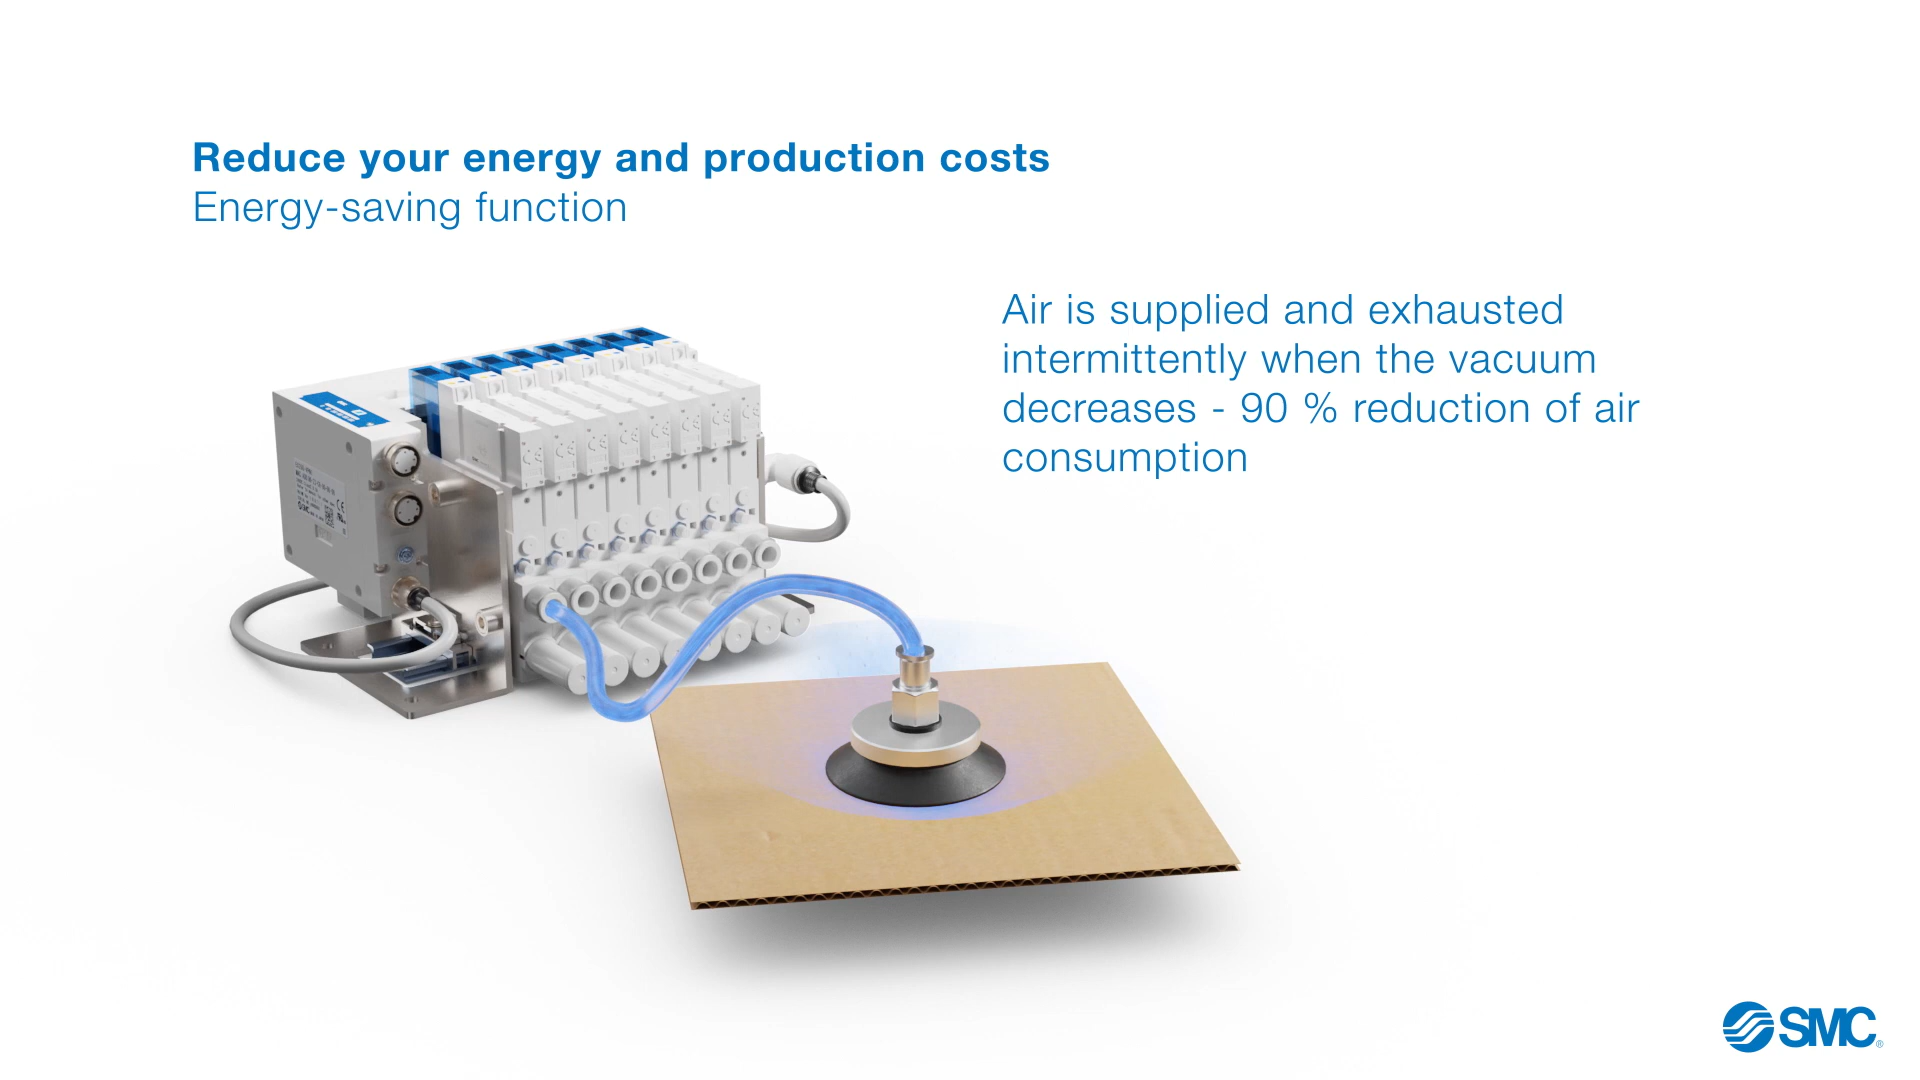 Reduce your energy and production costs
Energy-saving function
Air is supplied and exhausted
intermittently when the vacuum
decreases - 90 % reduction of air
consumption
SMC®